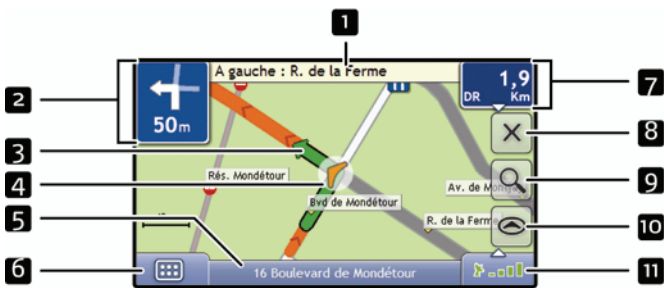 1
A gauche : R. de la Ferme
2
50m
1,9
DR Km
7
8
3
Rés. Mondétour
9
4
Bvd de Mondétour
Av. de Mon
R. de la Ferme
10
5
6
16 Boulevard de Mondétour
11